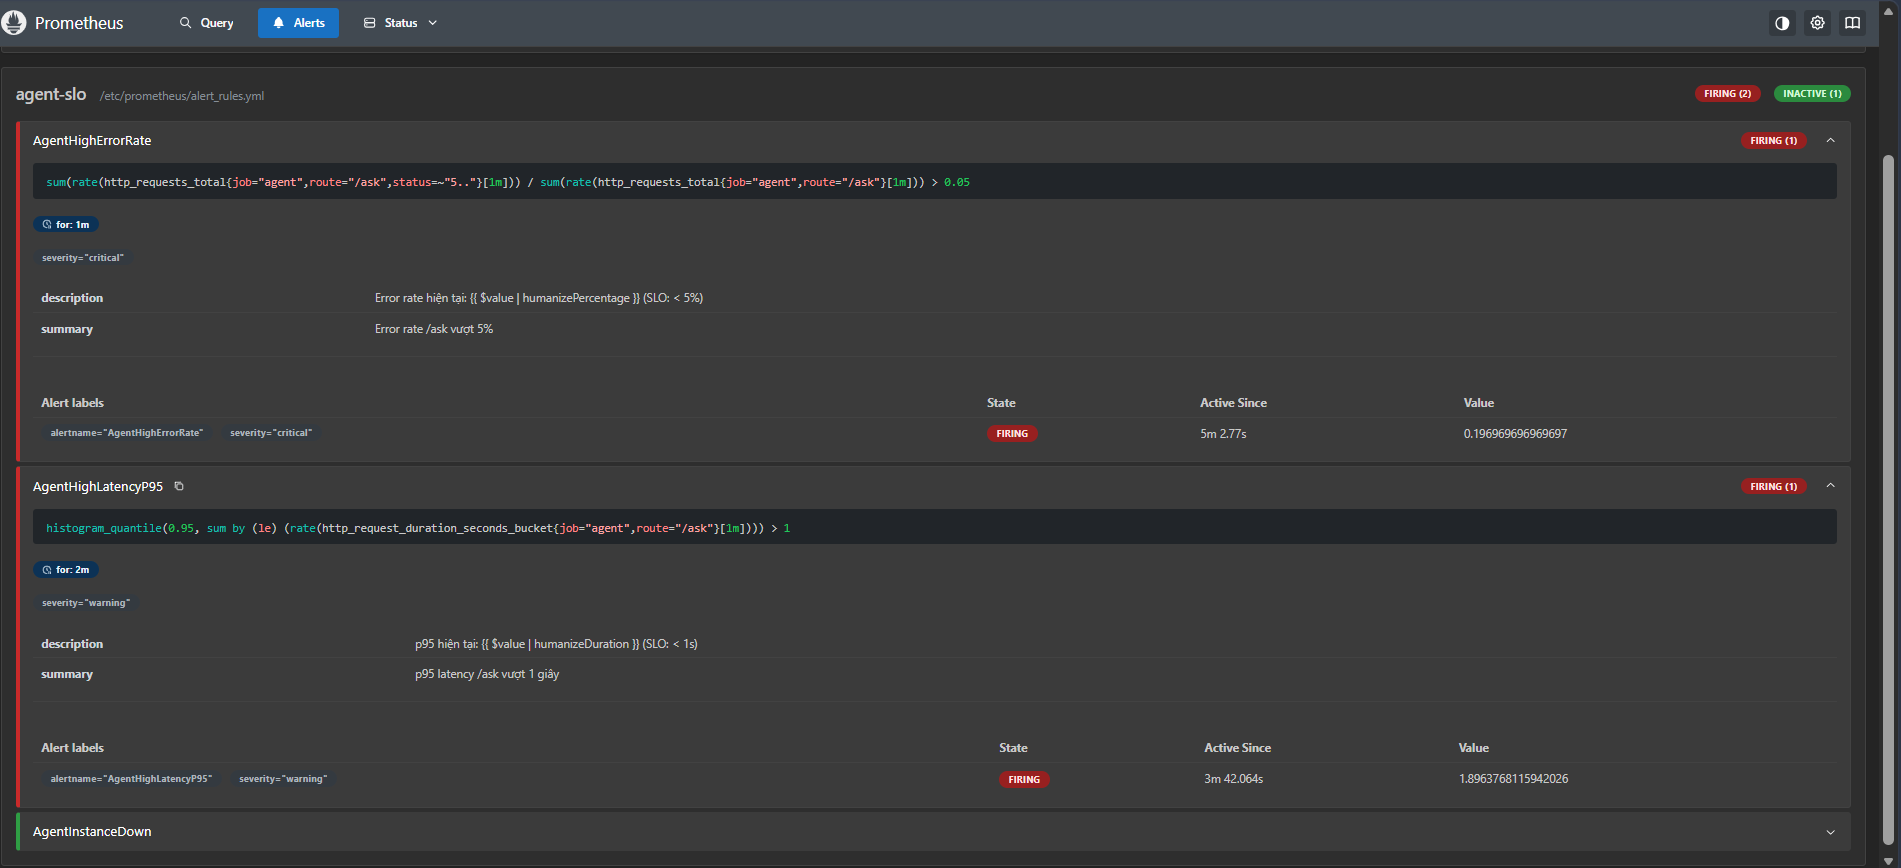 Prometheus Query Alerts Status
agent-slo /etc/prometheus/alert_rules.yml FIRING (2) INACTIVE (1)
AgentHighErrorRate FIRING (1)
sum(rate(http_requests_total{job="agent",route="/ask",status=~"5.."}[1m])) / sum(rate(http_requests_total{job="agent",route="/ask"}[1m])) > 0.05
for: 1m
severity="critical"
description Error rate hiện tại: {{ $value | humanizePercentage }} (SLO: < 5%)
summary Error rate /ask vượt 5%
Alert labels State Active Since Value
alertname="AgentHighErrorRate" severity="critical" FIRING 5m 2.77s 0.196969696969697
AgentHighLatencyP95 FIRING (1)
histogram_quantile(0.95, sum by (le) (rate(http_request_duration_seconds_bucket{job="agent",route="/ask"}[1m]))) > 1
for: 2m
severity="warning"
description p95 hiện tại: {{ $value | humanizeDuration }} (SLO: < 1s)
summary p95 latency /ask vượt 1 giây
Alert labels State Active Since Value
alertname="AgentHighLatencyP95" severity="warning" FIRING 3m 42.064s 1.8963768115942026
AgentInstanceDown